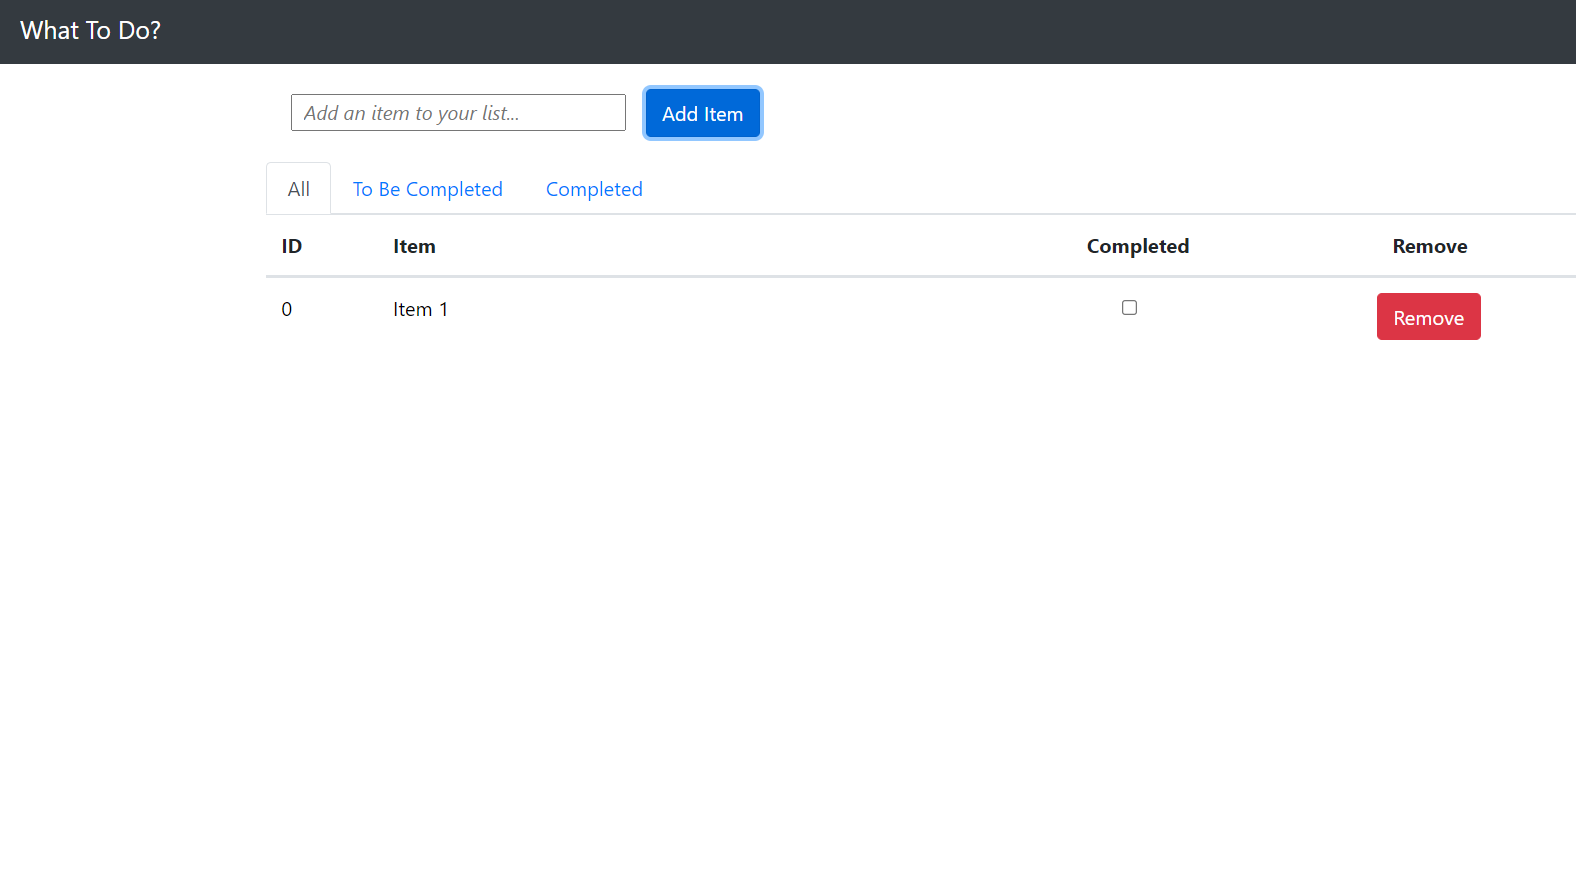 What To Do?
Add an item to your list... Add Item
All To Be Completed Completed
ID Item Completed Remove
0 Item 1 Remove